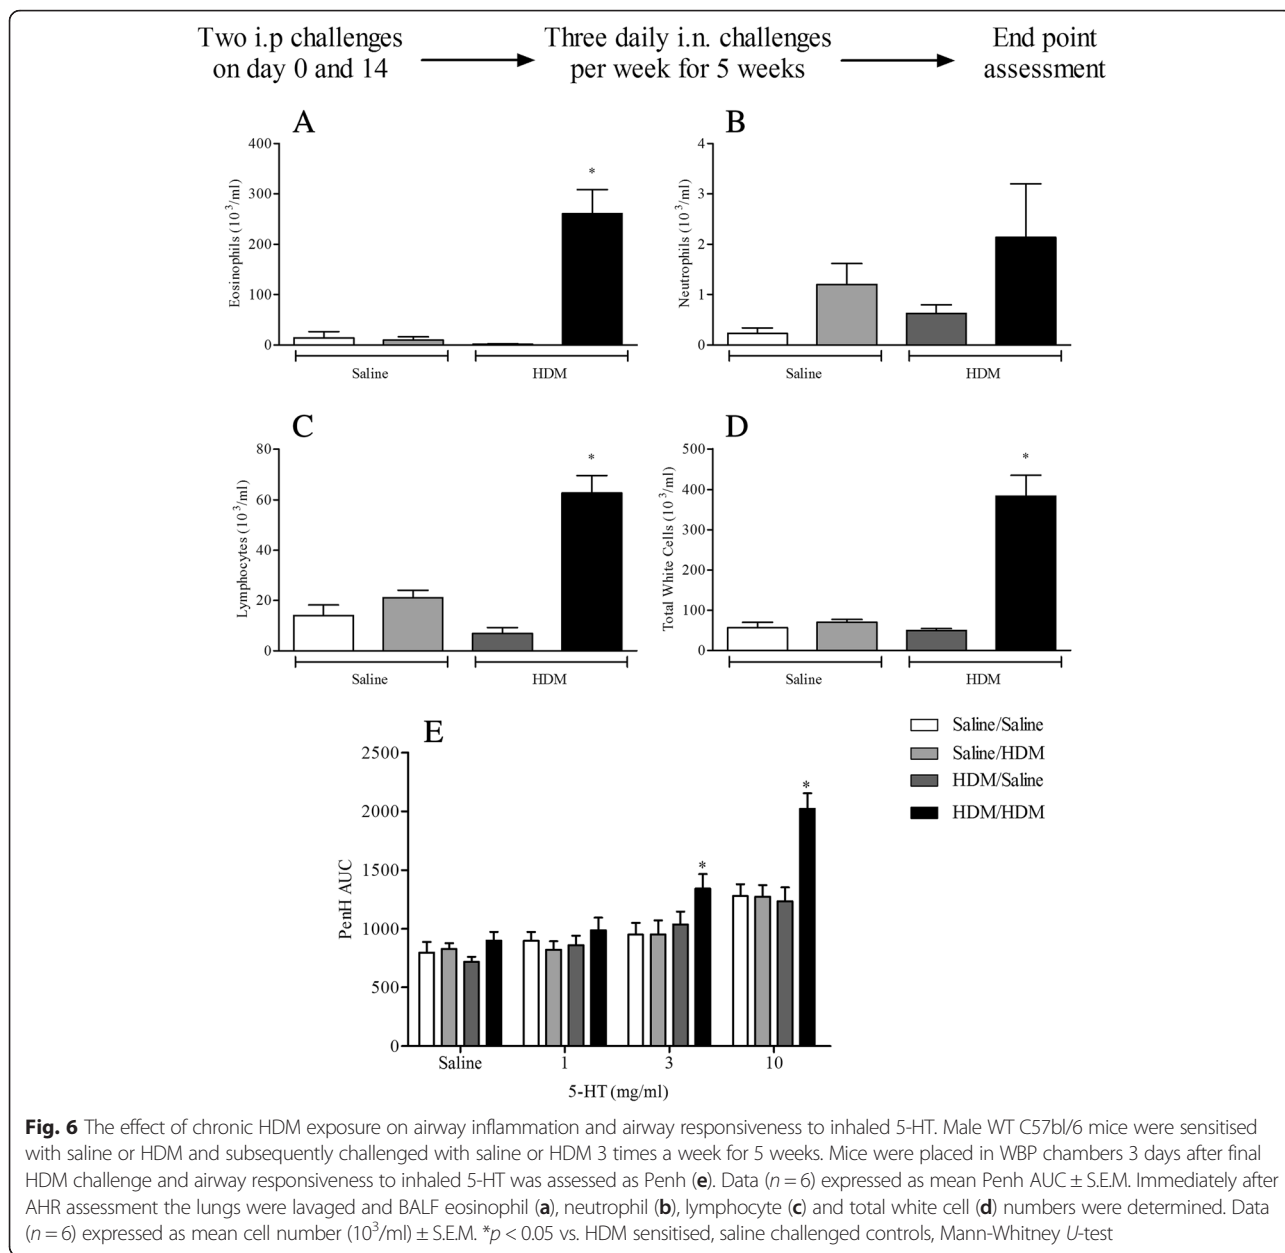 Two i.p challenges
on day 0 and 14
Three daily i.n. challenges
per week for 5 weeks
End point
assessment
A
Eosinophils (10³/ml)
400
300
200
100
0
*
Saline
HDM
B
Neutrophils (10³/ml)
4
3
2
1
0
Saline
HDM
C
Lymphocytes (10³/ml)
80
60
40
20
0
*
Saline
HDM
D
Total White Cells (10³/ml)
500
400
300
200
100
0
*
Saline
HDM
E
PenH AUC
2500
2000
1500
1000
500
0
*
*
Saline 1 3 10
5-HT (mg/ml)
Saline/Saline
Saline/HDM
HDM/Saline
HDM/HDM
Fig. 6 The effect of chronic HDM exposure on airway inflammation and airway responsiveness to inhaled 5-HT. Male WT C57bl/6 mice were sensitised
with saline or HDM and subsequently challenged with saline or HDM 3 times a week for 5 weeks. Mice were placed in WBP chambers 3 days after final
HDM challenge and airway responsiveness to inhaled 5-HT was assessed as Penh (e). Data (n = 6) expressed as mean Penh AUC ± S.E.M. Immediately after
AHR assessment the lungs were lavaged and BALF eosinophil (a), neutrophil (b), lymphocyte (c) and total white cell (d) numbers were determined. Data
(n = 6) expressed as mean cell number (10³/ml) ± S.E.M. *p < 0.05 vs. HDM sensitised, saline challenged controls, Mann-Whitney U-test